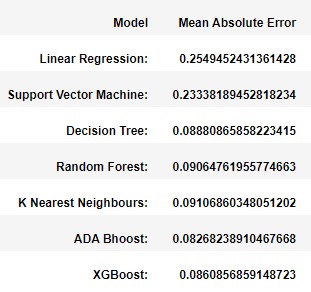 Model Mean Absolute Error
Linear Regression: 0.2549452431361428
Support Vector Machine: 0.23338189452818234
Decision Tree: 0.08880865858223415
Random Forest: 0.09064761955774663
K Nearest Neighbours: 0.09106860348051202
ADA Bhoost: 0.08268238910467668
XGBoost: 0.0860856859148723